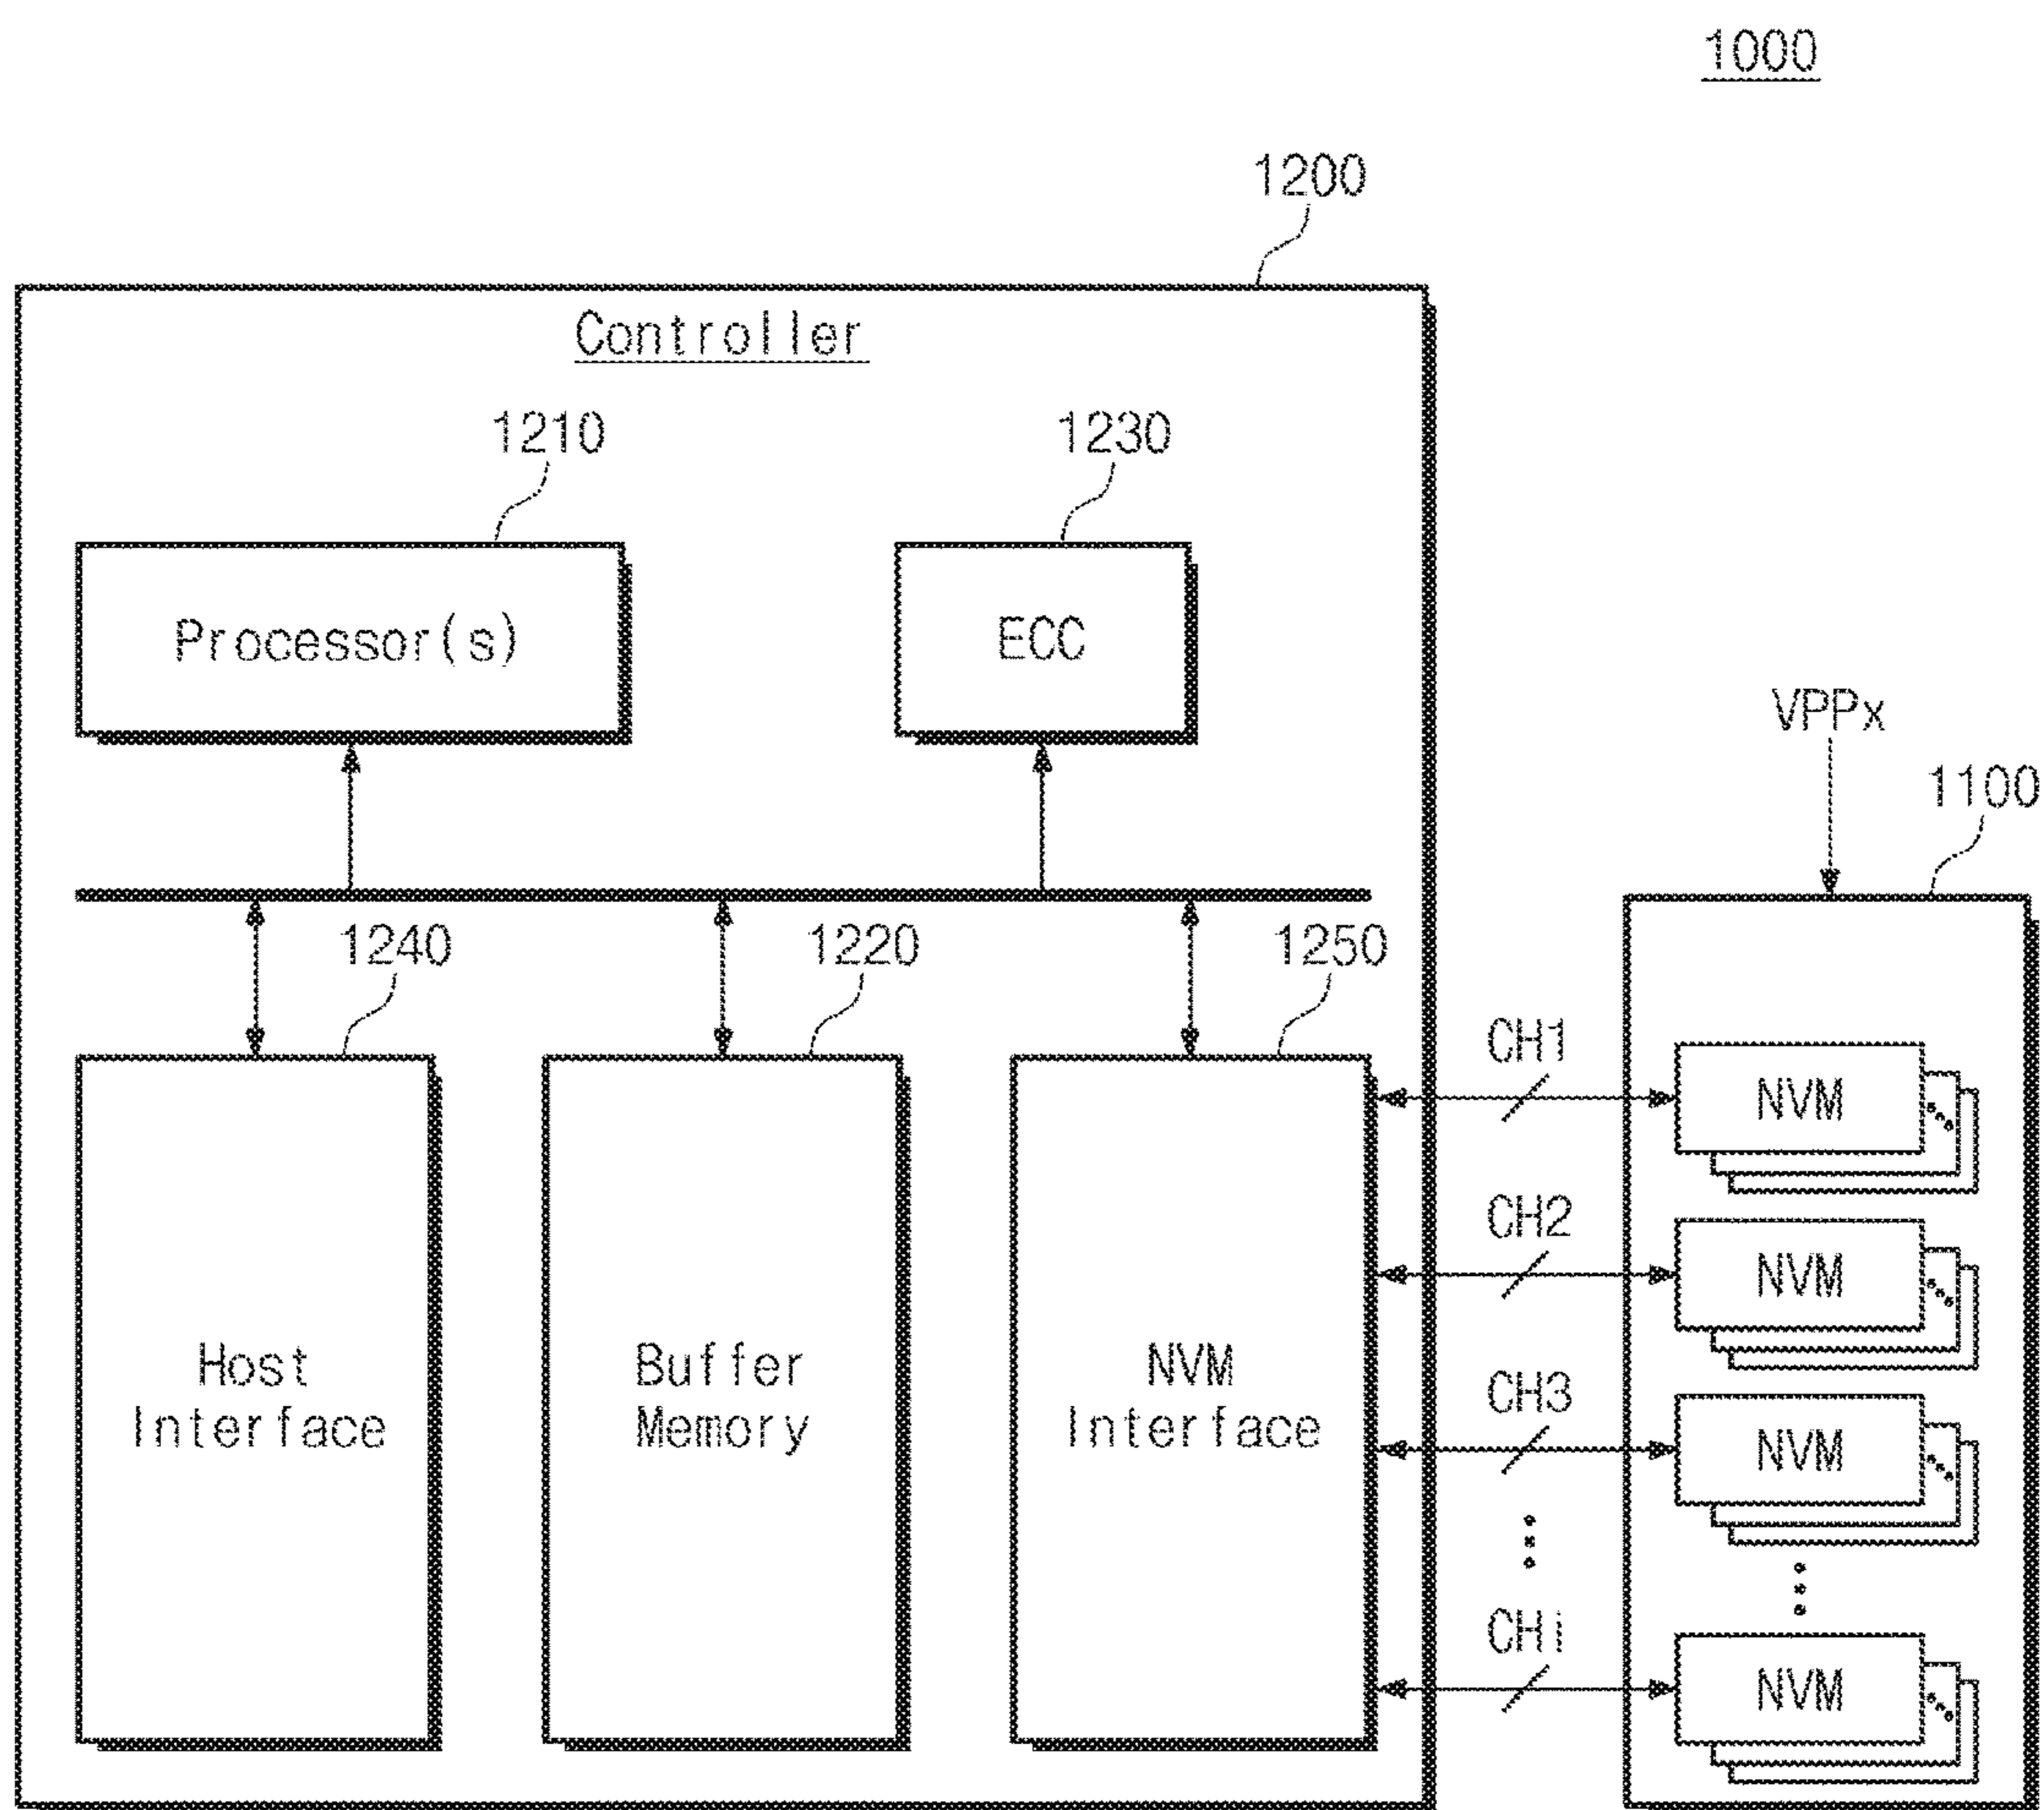 1000
1200
Controller
1210
1230
Processor(s)
ECC
VPPx
1100
1240
1220
1250
Host
Interface
Buffer
Memory
NVM
Interface
CH1
NVM
CH2
NVM
CH3
NVM
CHi
NVM